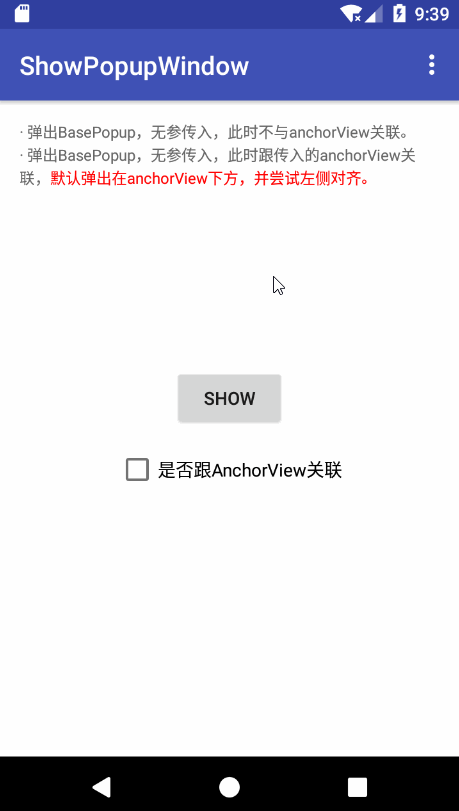 9:39
ShowPopupWindow
· 弹出BasePopup，无参传入，此时不与anchorView关联。
· 弹出BasePopup，无参传入，此时跟传入的anchorView关
联，默认弹出在anchorView下方，并尝试左侧对齐。
SHOW
是否跟AnchorView关联